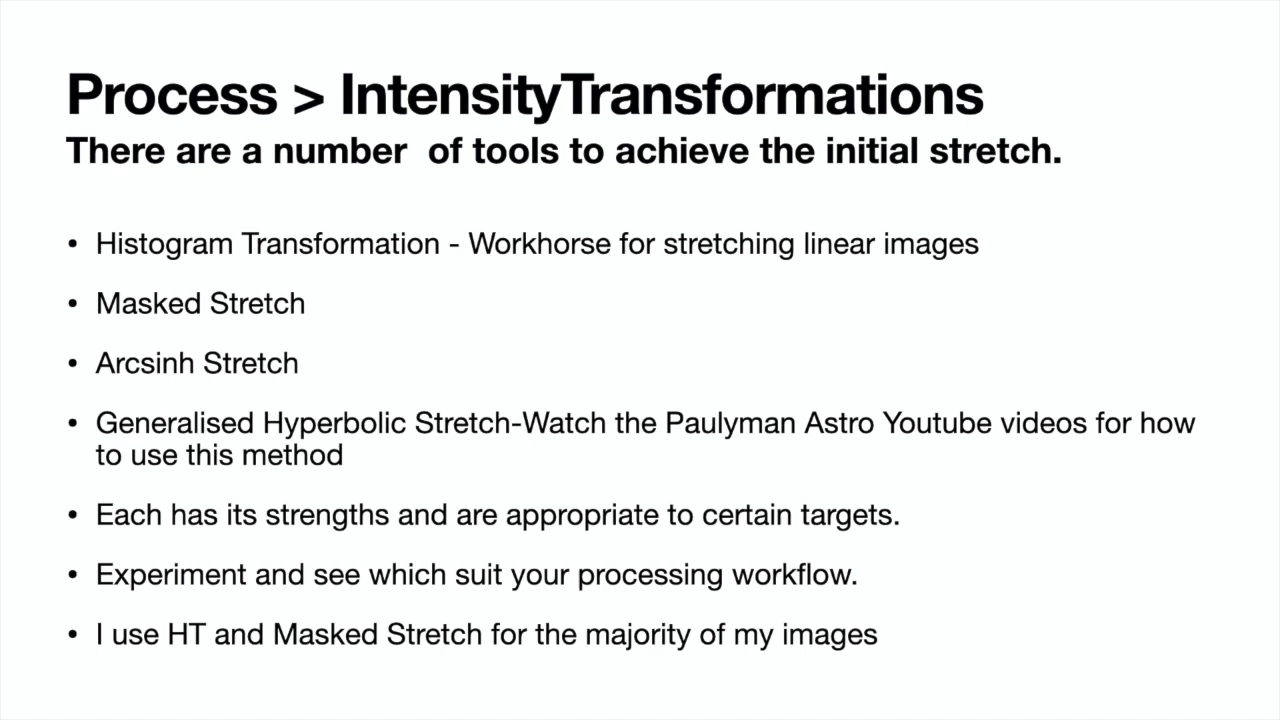 Process > IntensityTransformations
There are a number  of tools to achieve the initial stretch.
• Histogram Transformation - Workhorse for stretching linear images
• Masked Stretch
• Arcsinh Stretch
• Generalised Hyperbolic Stretch-Watch the Paulyman Astro Youtube videos for how
to use this method
• Each has its strengths and are appropriate to certain targets.
• Experiment and see which suit your processing workflow.
• I use HT and Masked Stretch for the majority of my images